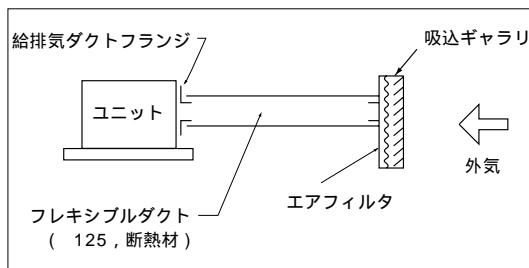 給排気ダクトフランジ
吸込ギャラリ
ユニット
外気
エアフィルタ
フレキシブルダクト
( 125 , 断熱材 )